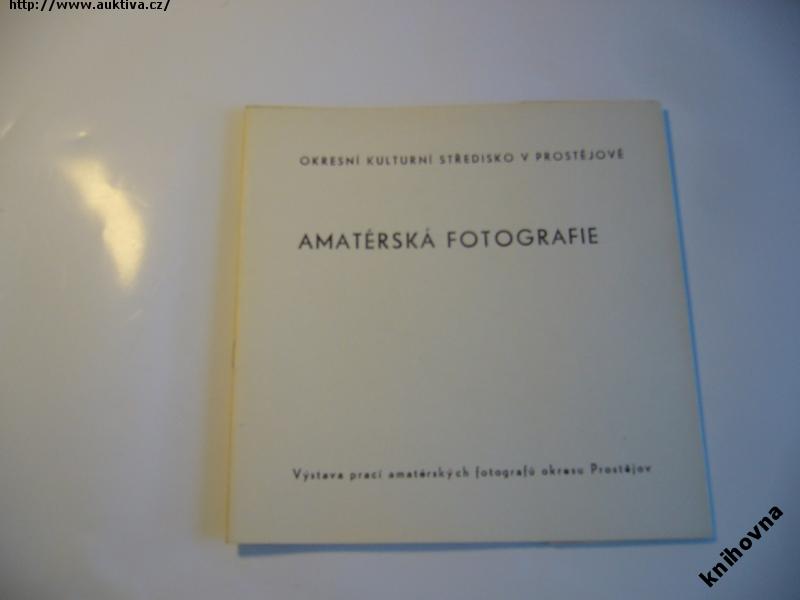 http://www.auktiva.cz/
OKRESNÍ KULTURNÍ STŘEDISKO V PROSTĚJOVĚ
AMATÉRSKÁ FOTOGRAFIE
Výstava prací amatérských fotografů okresu Prostějov
knihovna